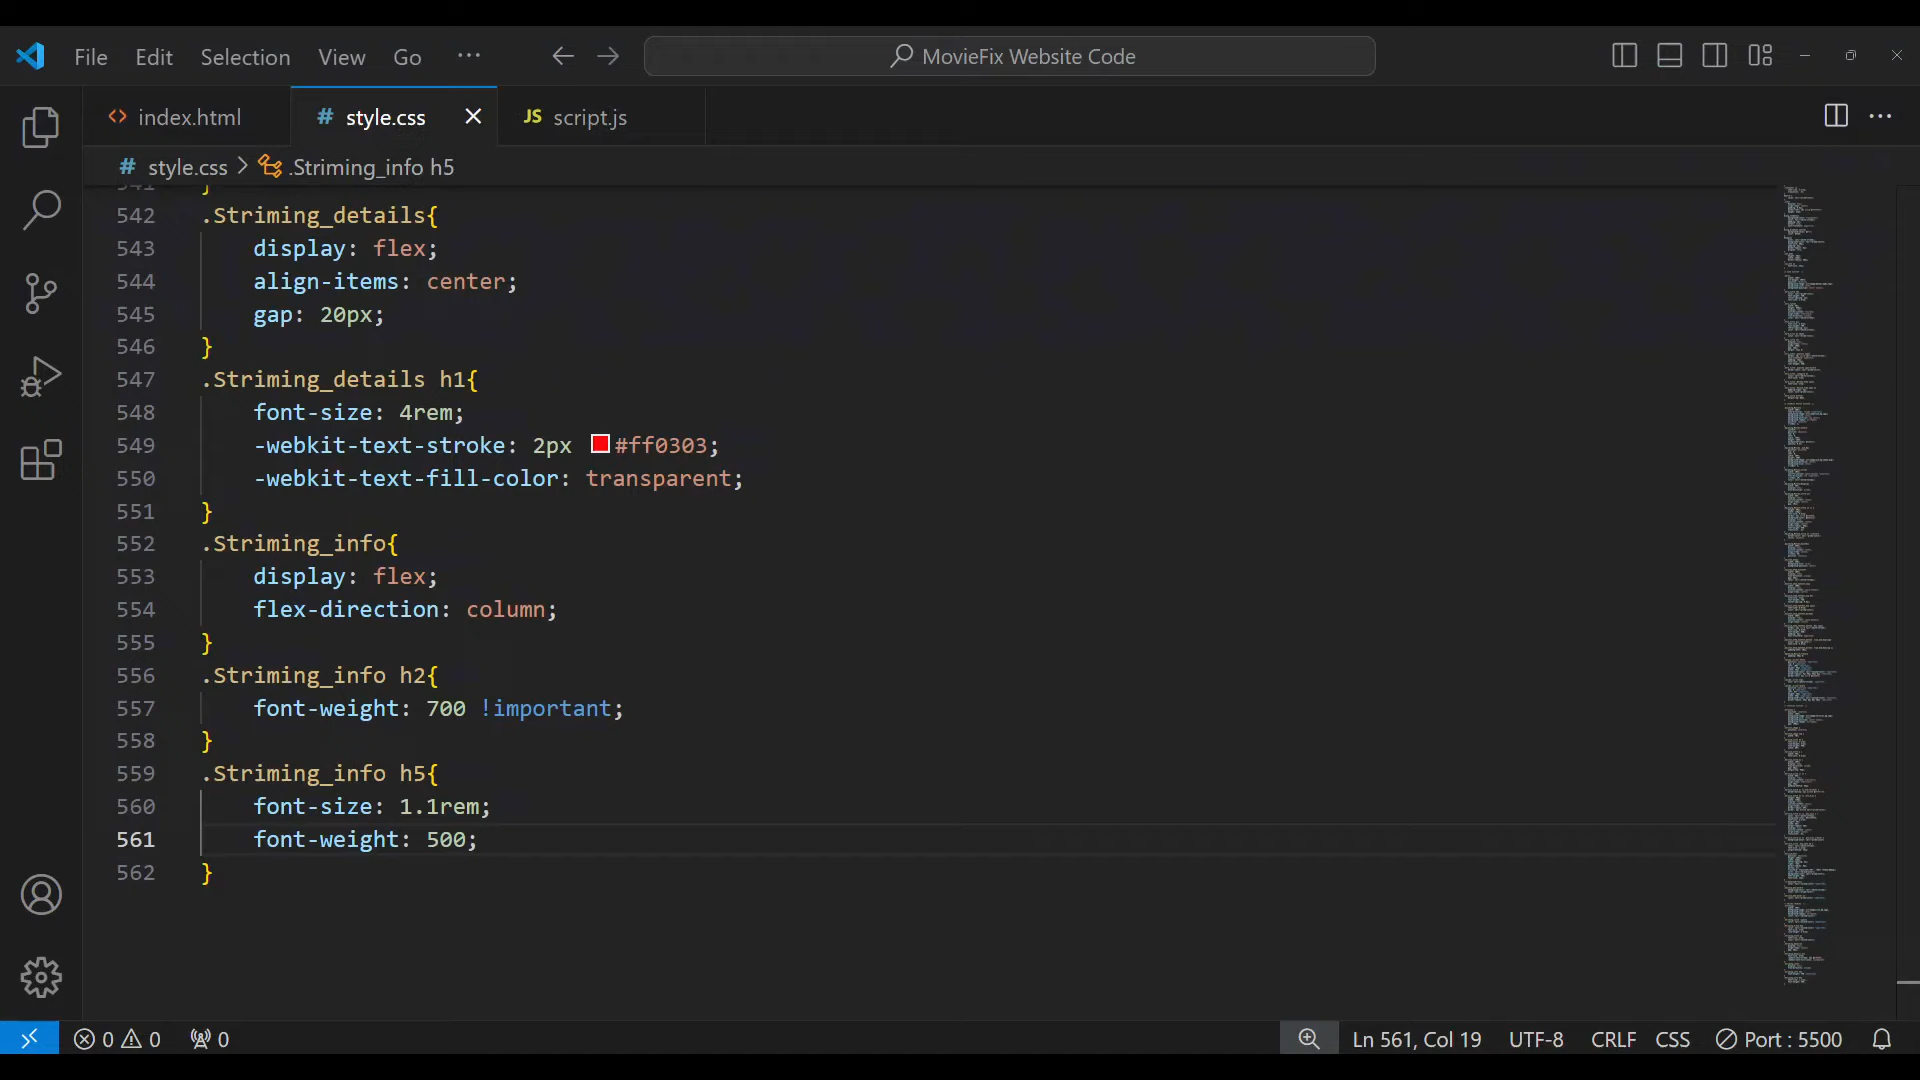 File Edit Selection View Go ··· MovieFix Website Code
<> index.html # style.css JS script.js
# style.css > .Striming_info h5
541 }
542 .Striming_details{
543 display: flex;
544 align-items: center;
545 gap: 20px;
546 }
547 .Striming_details h1{
548 font-size: 4rem;
549 -webkit-text-stroke: 2px #ff0303;
550 -webkit-text-fill-color: transparent;
551 }
552 .Striming_info{
553 display: flex;
554 flex-direction: column;
555 }
556 .Striming_info h2{
557 font-weight: 700 !important;
558 }
559 .Striming_info h5{
560 font-size: 1.1rem;
561 font-weight: 500;
562 }
0 0 0 Ln 561, Col 19 UTF-8 CRLF CSS Port : 5500